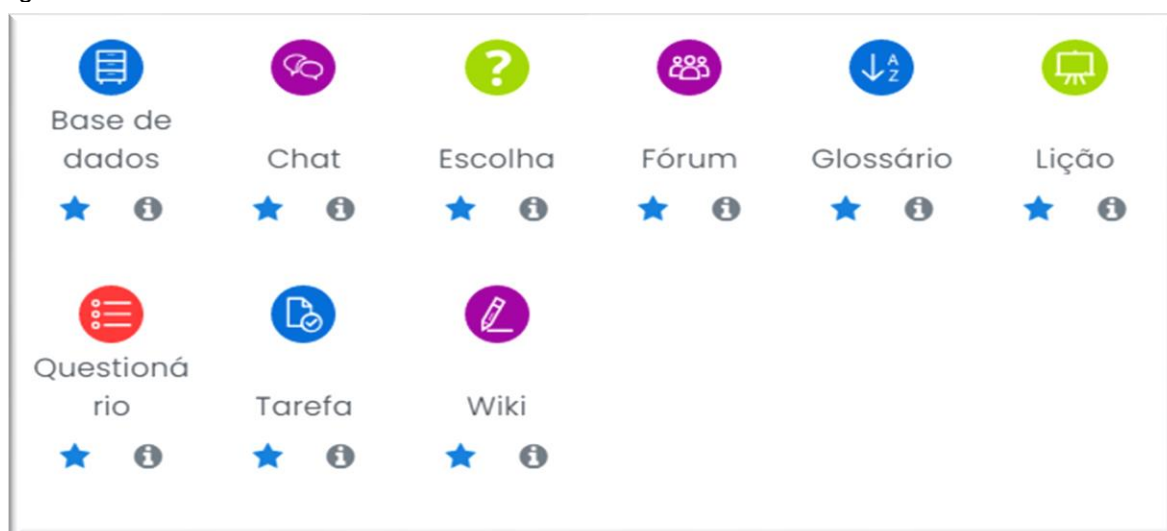 Base de
dados
Chat
Escolha
Fórum
Glossário
Lição
Questioná
rio
Tarefa
Wiki